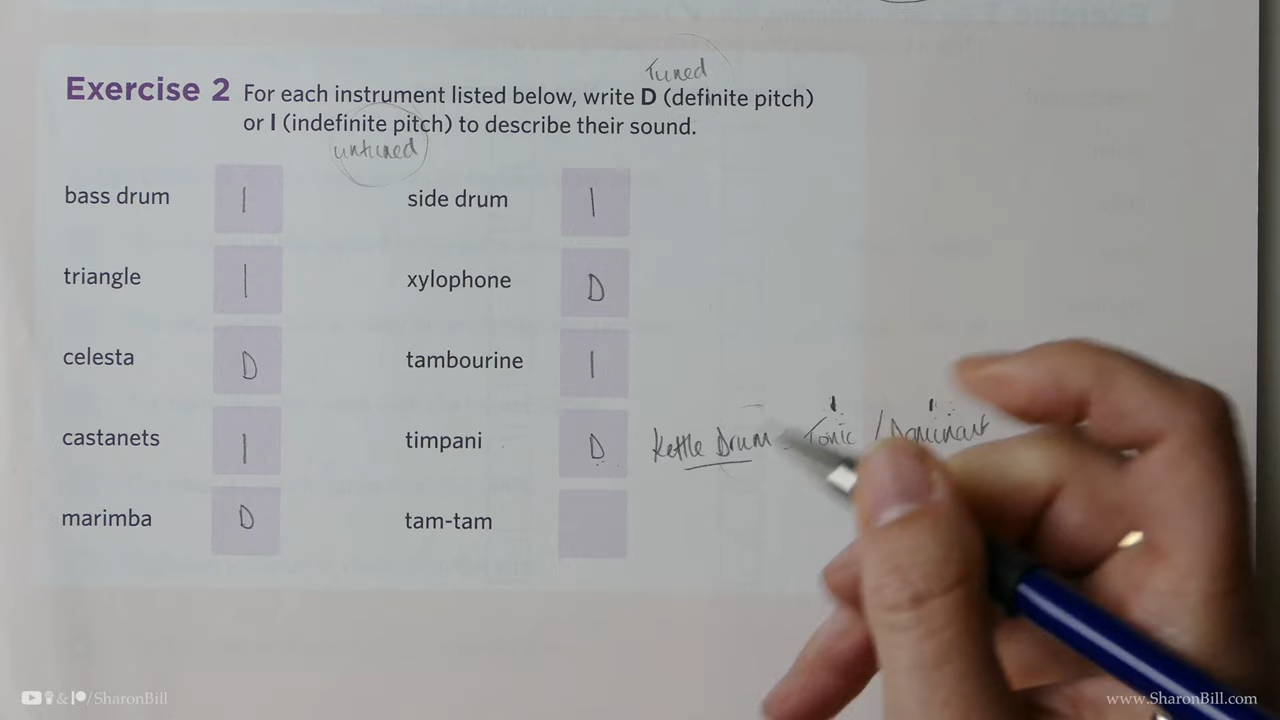 Tuned
Exercise 2 For each instrument listed below, write D (definite pitch)
or I (indefinite pitch) to describe their sound.
untuned
bass drum I side drum I
triangle I xylophone D
celesta D tambourine I
castanets I timpani D Kettle Drum - Tonic / Dominant
marimba D tam-tam
& /SharonBill
www.SharonBill.com